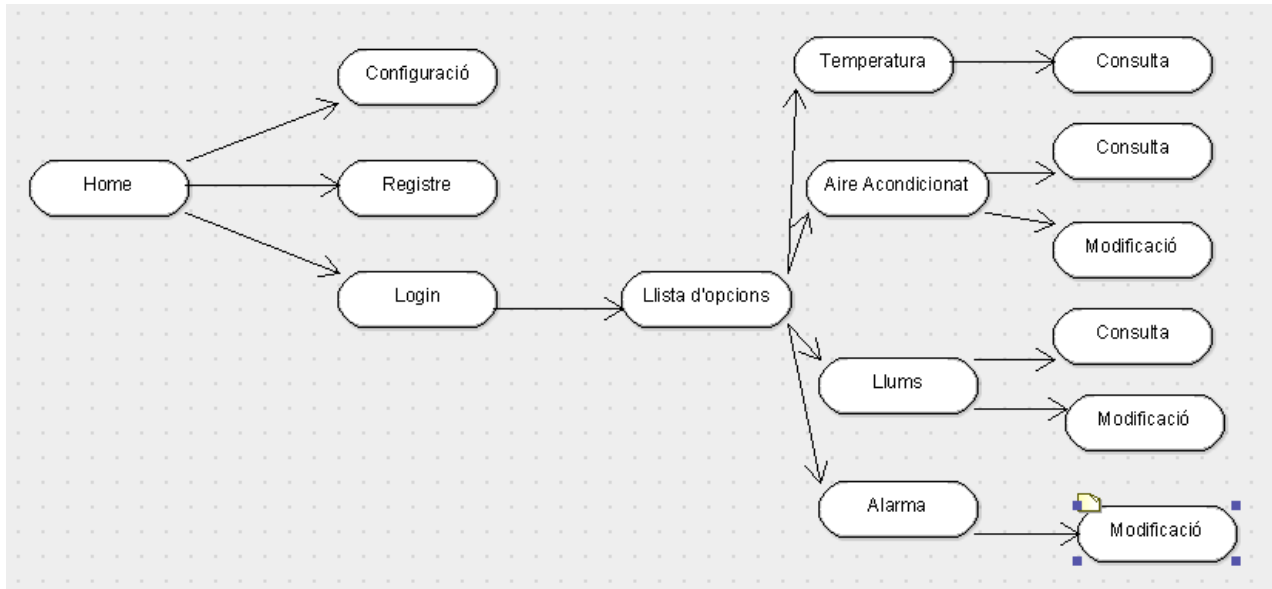 Home
Configuració
Registre
Login
Llista d'opcions
Temperatura
Consulta
Aire Acondicionat
Consulta
Modificació
Llums
Consulta
Modificació
Alarma
Modificació